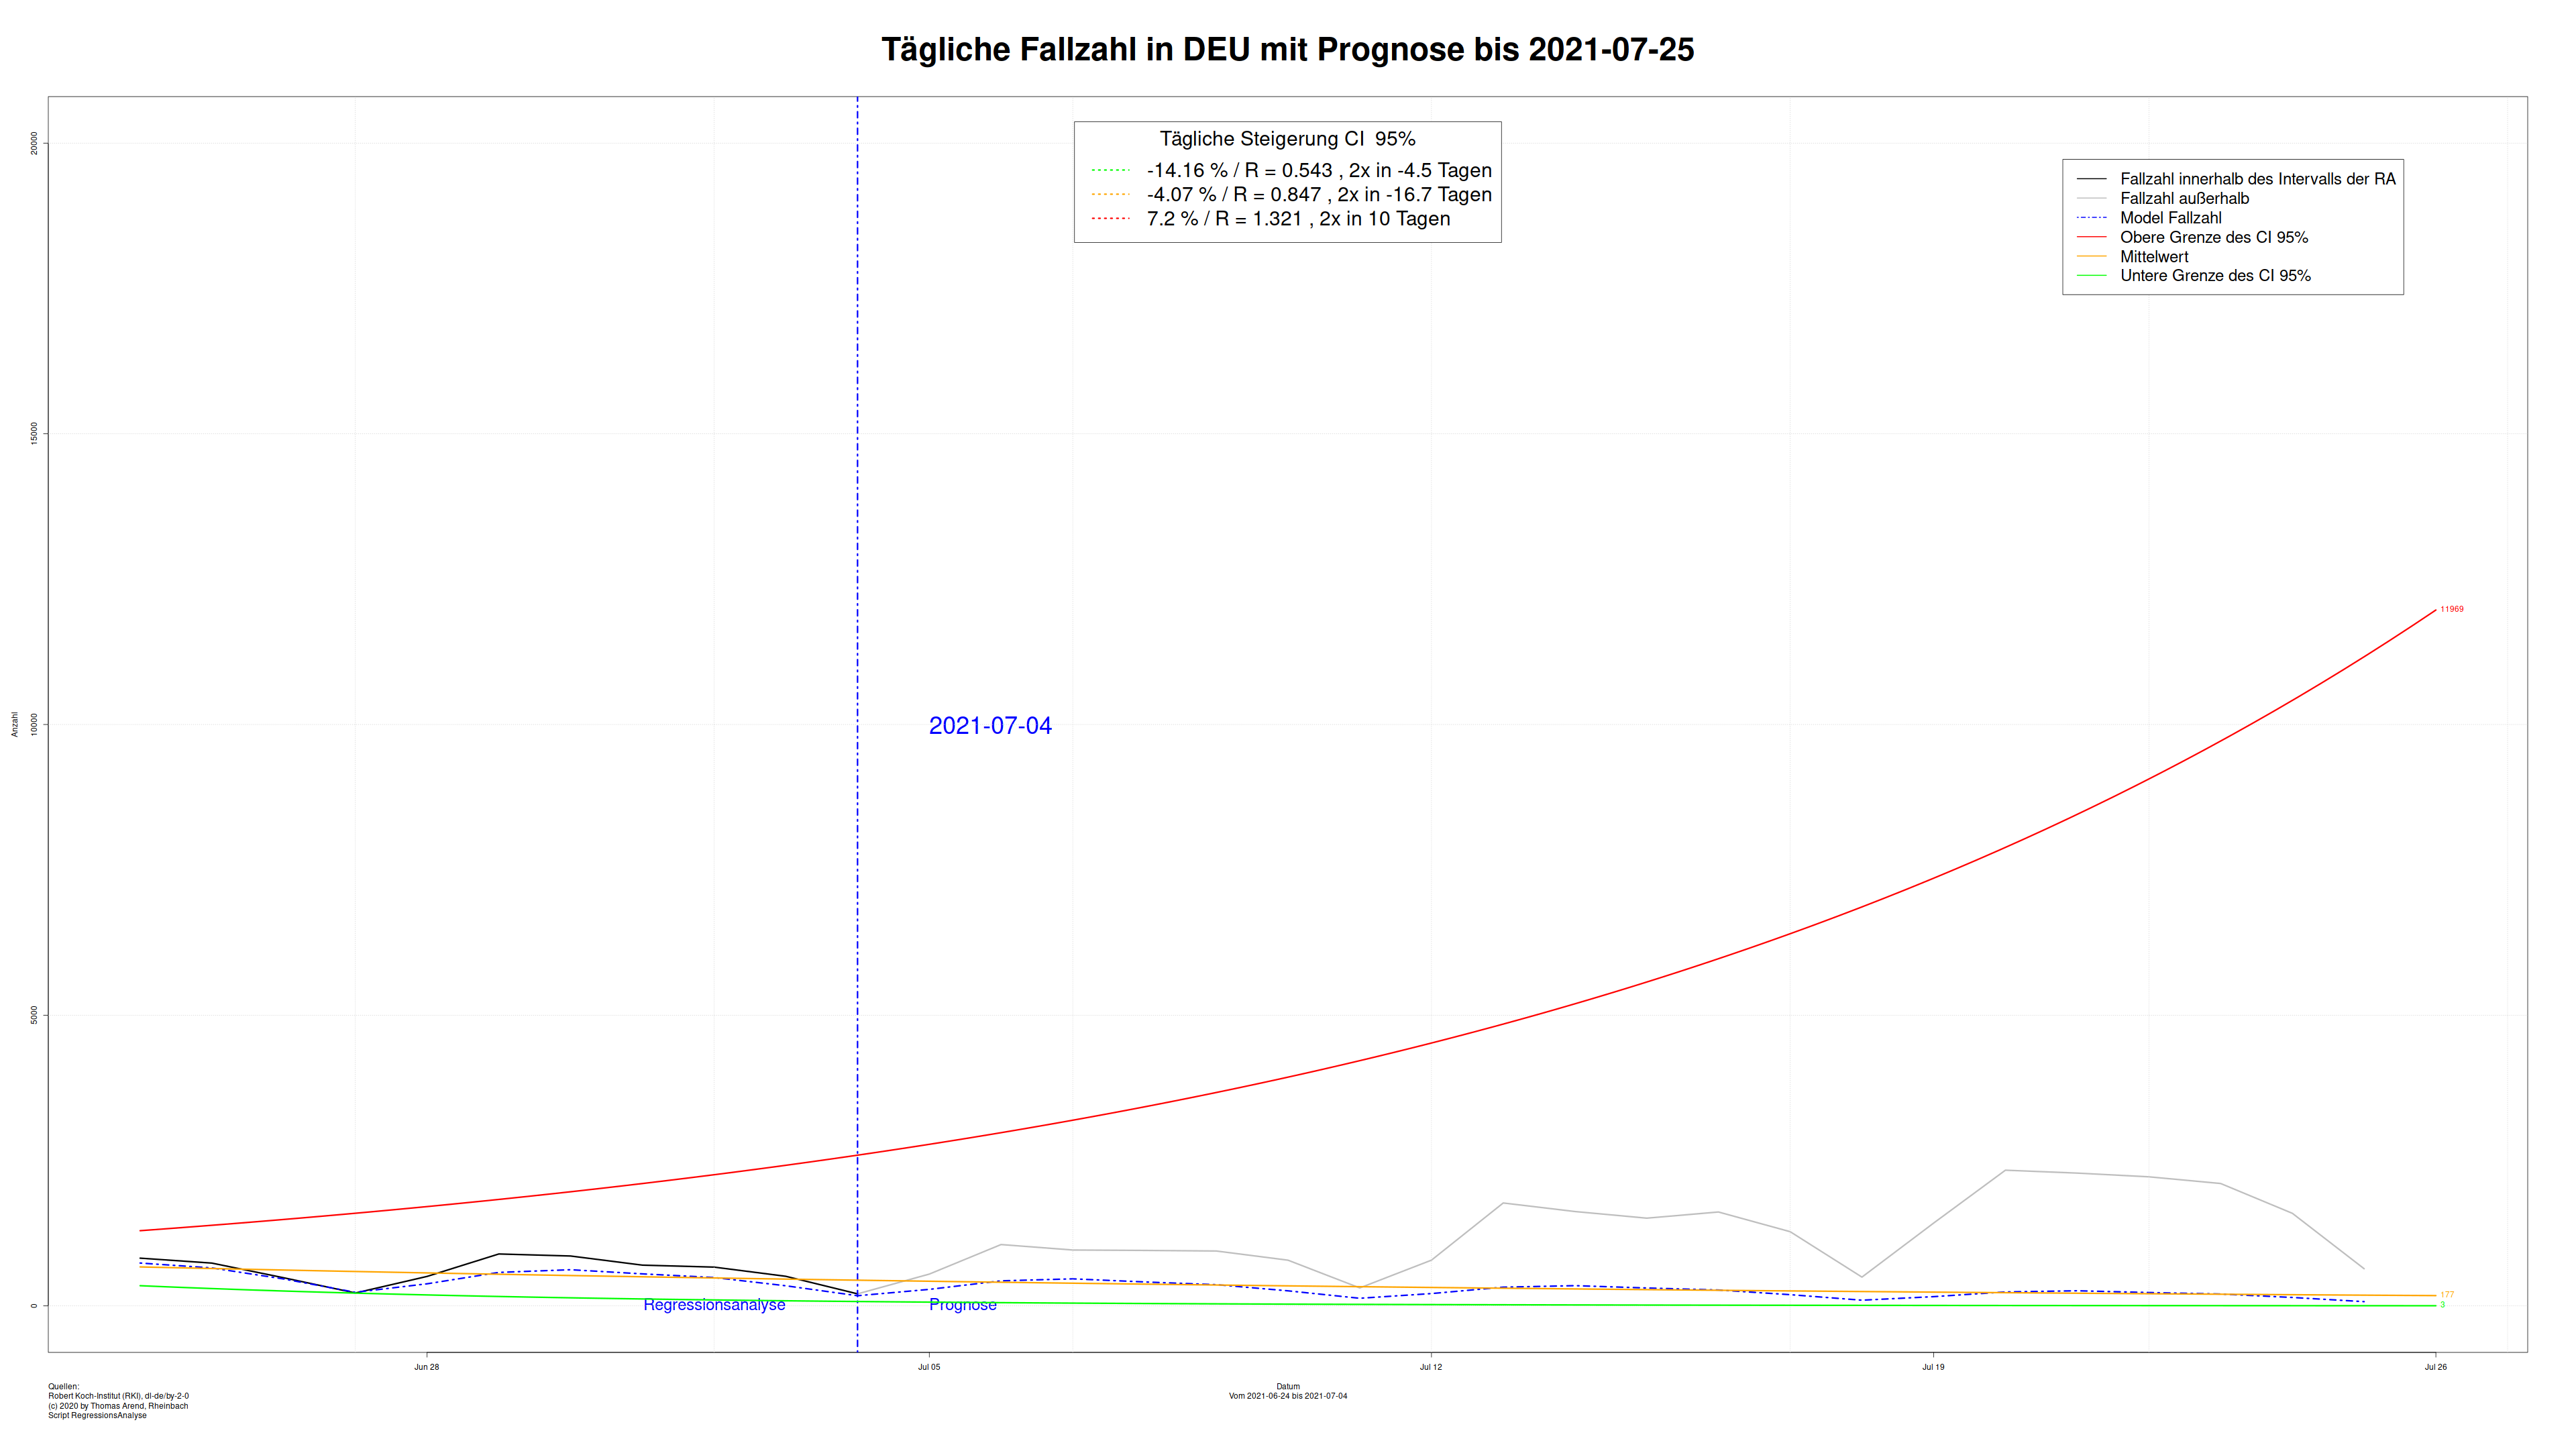 Tägliche Fallzahl in DEU mit Prognose bis 2021-07-25
Tägliche Steigerung CI 95%
-14.16 % / R = 0.543 , 2x in -4.5 Tagen
-4.07 % / R = 0.847 , 2x in -16.7 Tagen
7.2 % / R = 1.321 , 2x in 10 Tagen
Fallzahl innerhalb des Intervalls der RA
Fallzahl außerhalb
Model Fallzahl
Obere Grenze des CI 95%
Mittelwert
Untere Grenze des CI 95%
20000
15000
10000
5000
0
Anzahl
2021-07-04
11969
177
3
Regressionsanalyse
Prognose
Jun 28
Jul 05
Jul 12
Jul 19
Jul 26
Datum
Vom 2021-06-24 bis 2021-07-04
Quellen:
Robert Koch-Institut (RKI), dl-de/by-2-0
(c) 2020 by Thomas Arend, Rheinbach
Script RegressionsAnalyse